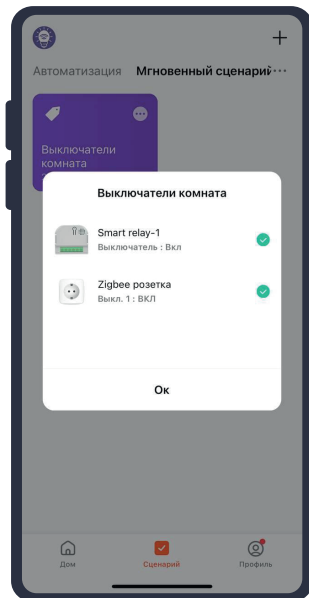 Автоматизация Мгновенный сценарий...
Выключатели
комната
Выключатели комната
Smart relay-1
Выключатель : Вкл
Zigbee розетка
Выкл. 1 : ВКЛ
Ок
Дом Сценарий Профиль